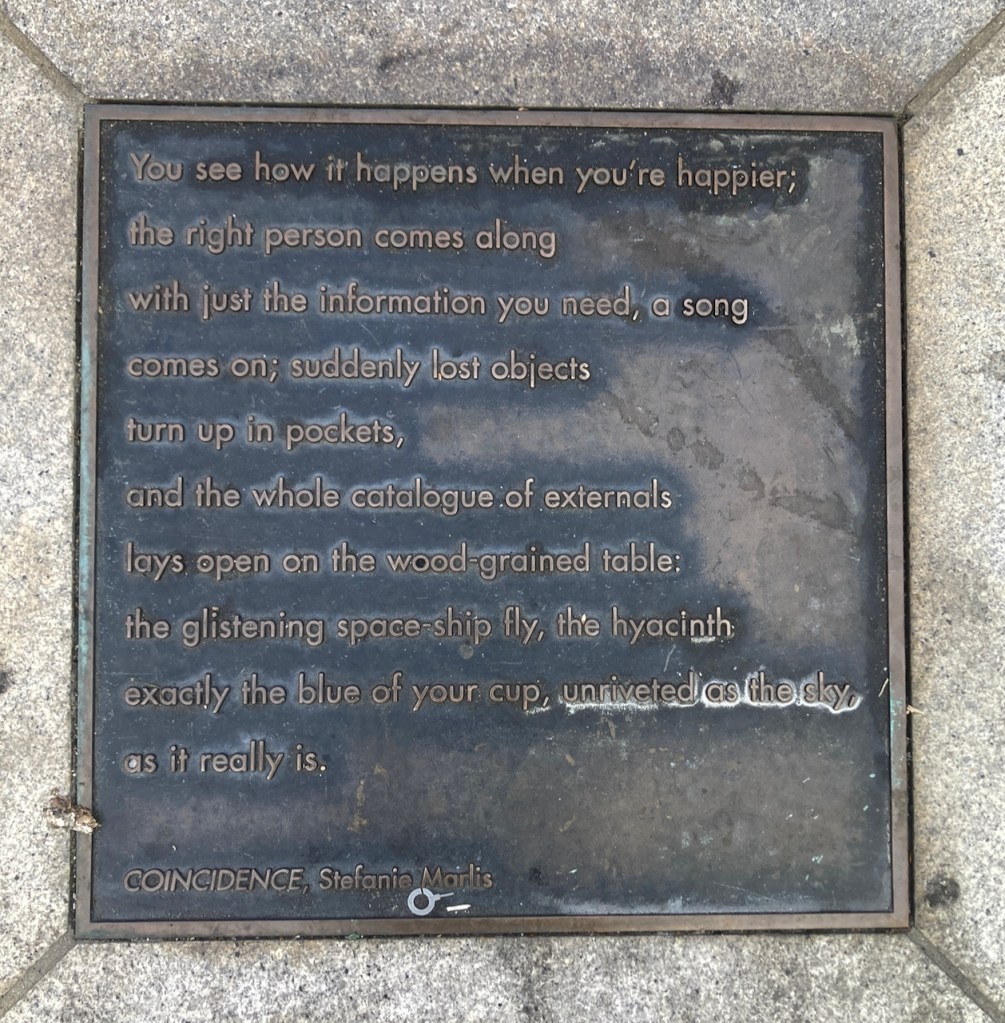 You see how it happens when you're happier;
the right person comes along
with just the information you need, a song
comes on; suddenly lost objects
turn up in pockets,
and the whole catalogue of externals
lays open on the wood-grained table:
the glistening space-ship fly, the hyacinth
exactly the blue of your cup, unriveted as the sky,
as it really is.
COINCIDENCE, Stefanie Marlis